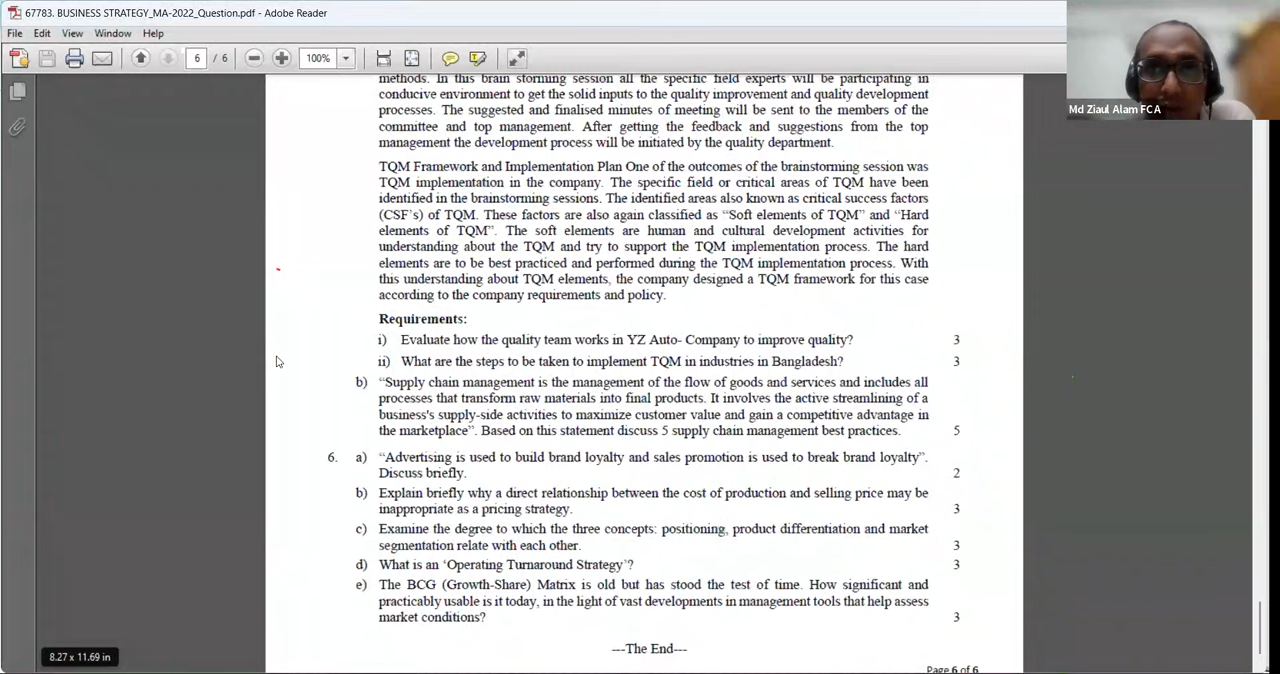 67783. BUSINESS STRATEGY_MA-2022_Question.pdf - Adobe Reader
File Edit View Window Help
6 / 6 100%
Md Ziaul Alam FCA
methods. In this brain storming session all the specific field experts will be participating in
conducive environment to get the solid inputs to the quality improvement and quality development
processes. The suggested and finalised minutes of meeting will be sent to the members of the
committee and top management. After getting the feedback and suggestions from the top
management the development process will be initiated by the quality department.
TQM Framework and Implementation Plan One of the outcomes of the brainstorming session was
TQM implementation in the company. The specific field or critical areas of TQM have been
identified in the brainstorming sessions. The identified areas also known as critical success factors
(CSF's) of TQM. These factors are also again classified as “Soft elements of TQM” and “Hard
elements of TQM”. The soft elements are human and cultural development activities for
understanding about the TQM and try to support the TQM implementation process. The hard
elements are to be best practiced and performed during the TQM implementation process. With
this understanding about TQM elements, the company designed a TQM framework for this case
according to the company requirements and policy.
Requirements:
i) Evaluate how the quality team works in YZ Auto- Company to improve quality? 3
ii) What are the steps to be taken to implement TQM in industries in Bangladesh? 3
b) “Supply chain management is the management of the flow of goods and services and includes all
processes that transform raw materials into final products. It involves the active streamlining of a
business's supply-side activities to maximize customer value and gain a competitive advantage in
the marketplace”. Based on this statement discuss 5 supply chain management best practices. 5
6. a) “Advertising is used to build brand loyalty and sales promotion is used to break brand loyalty”.
Discuss briefly. 2
b) Explain briefly why a direct relationship between the cost of production and selling price may be
inappropriate as a pricing strategy. 3
c) Examine the degree to which the three concepts: positioning, product differentiation and market
segmentation relate with each other. 3
d) What is an ‘Operating Turnaround Strategy’? 3
e) The BCG (Growth-Share) Matrix is old but has stood the test of time. How significant and
practicably usable is it today, in the light of vast developments in management tools that help assess
market conditions? 3
---The End---
8.27 x 11.69 in
Page 6 of 6